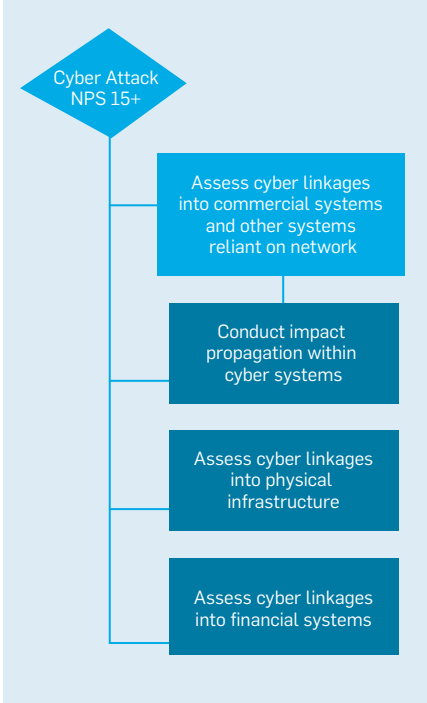 Cyber Attack
NPS 15+
Assess cyber linkages
into commercial systems
and other systems
reliant on network
Conduct impact
propagation within
cyber systems
Assess cyber linkages
into physical
infrastructure
Assess cyber linkages
into financial systems